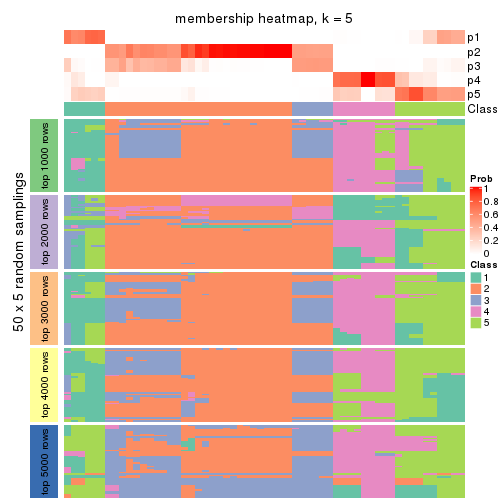 membership heatmap, k = 5
p1
p2
p3
p4
p5
Class
50 x 5 random samplings
top 1000 rows
top 2000 rows
top 3000 rows
top 4000 rows
top 5000 rows
Prob
1
0.8
0.6
0.4
0.2
0
Class
1
2
3
4
5